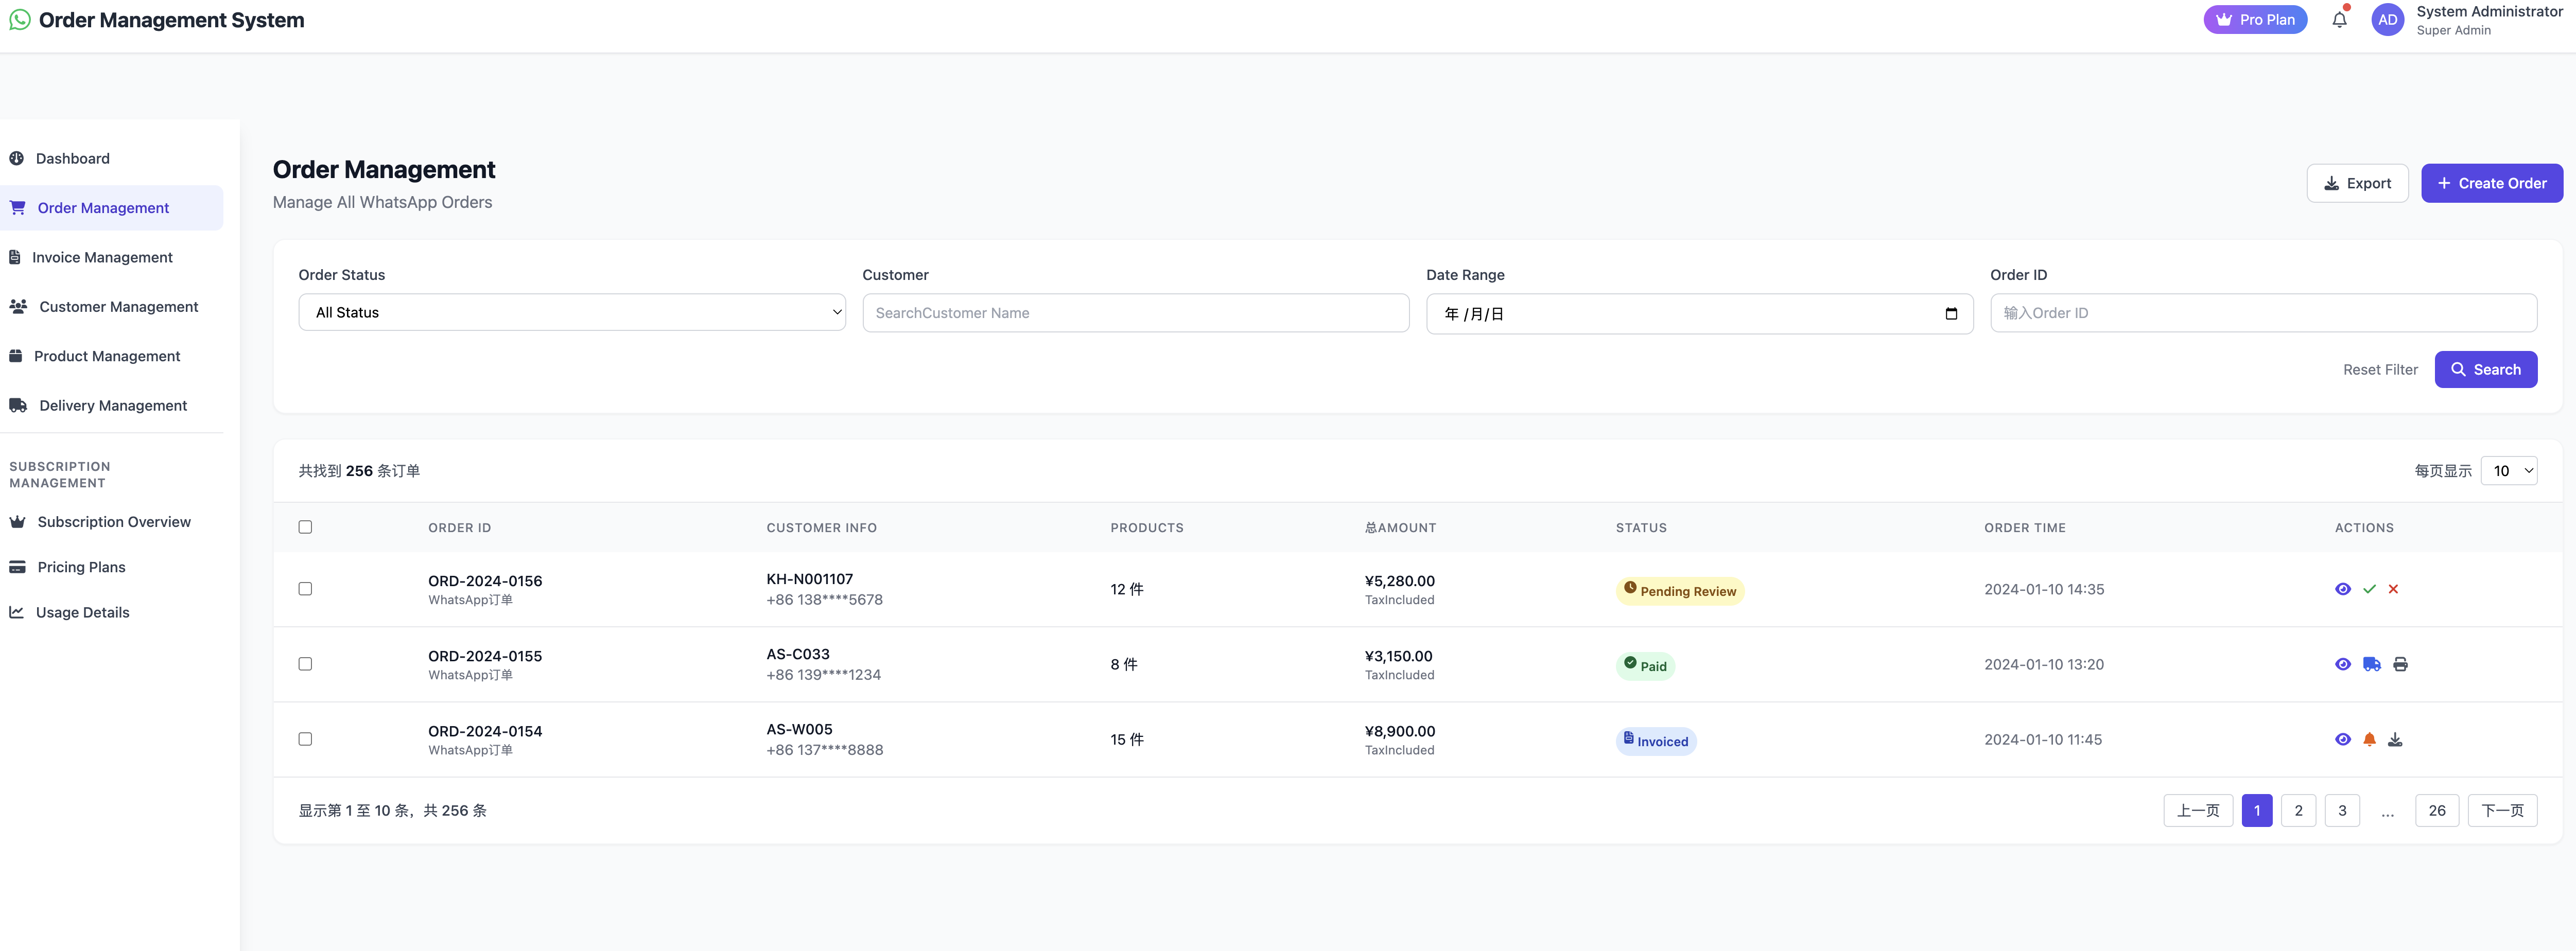 Order Management System
Pro Plan
AD
System Administrator
Super Admin
Dashboard
Order Management
Invoice Management
Customer Management
Product Management
Delivery Management
SUBSCRIPTION
MANAGEMENT
Subscription Overview
Pricing Plans
Usage Details
Order Management
Manage All WhatsApp Orders
Export
Create Order
Order Status
Customer
Date Range
Order ID
All Status
SearchCustomer Name
年 /月/日
输入Order ID
Reset Filter
Search
共找到 256 条订单
每页显示 10
ORDER ID CUSTOMER INFO PRODUCTS 总AMOUNT STATUS ORDER TIME ACTIONS
ORD-2024-0156
WhatsApp订单
KH-N001107
+86 138****5678
12 件
¥5,280.00
TaxIncluded
Pending Review
2024-01-10 14:35
ORD-2024-0155
WhatsApp订单
AS-C033
+86 139****1234
8 件
¥3,150.00
TaxIncluded
Paid
2024-01-10 13:20
ORD-2024-0154
WhatsApp订单
AS-W005
+86 137****8888
15 件
¥8,900.00
TaxIncluded
Invoiced
2024-01-10 11:45
显示第 1 至 10 条，共 256 条
上一页 1 2 3 ... 26 下一页